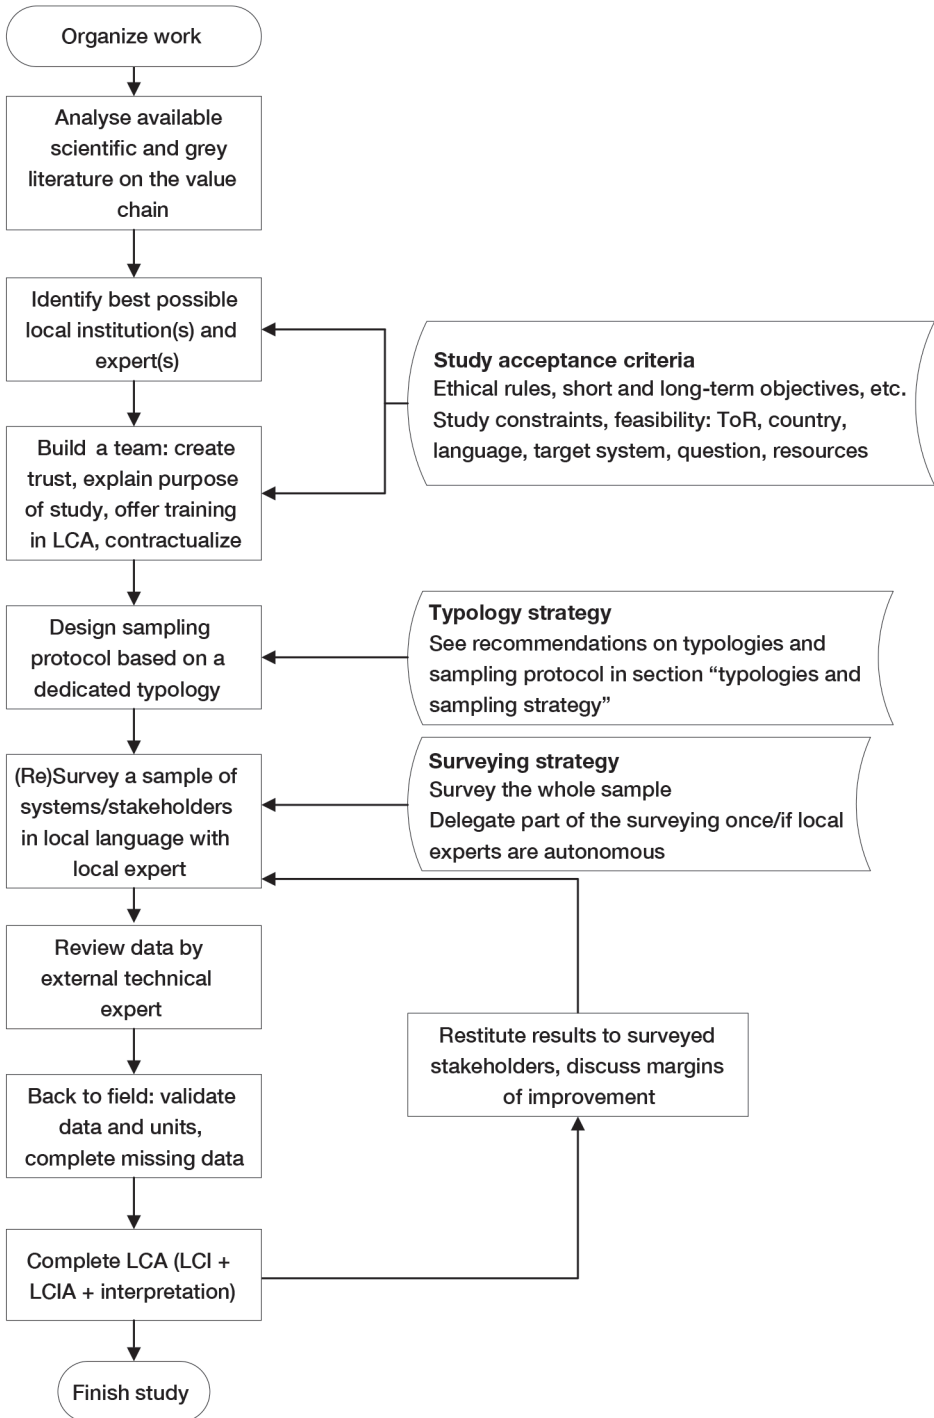 Organize work
Analyse available
scientific and grey
literature on the value
chain
Identify best possible
local institution(s) and
expert(s)
Study acceptance criteria
Ethical rules, short and long-term objectives, etc.
Study constraints, feasibility: ToR, country,
language, target system, question, resources
Build a team: create
trust, explain purpose
of study, offer training
in LCA, contractualize
Design sampling
protocol based on a
dedicated typology
Typology strategy
See recommendations on typologies and
sampling protocol in section “typologies and
sampling strategy”
(Re)Survey a sample of
systems/stakeholders
in local language with
local expert
Surveying strategy
Survey the whole sample
Delegate part of the surveying once/if local
experts are autonomous
Review data by
external technical
expert
Restitute results to surveyed
stakeholders, discuss margins
of improvement
Back to field: validate
data and units,
complete missing data
Complete LCA (LCI +
LCIA + interpretation)
Finish study